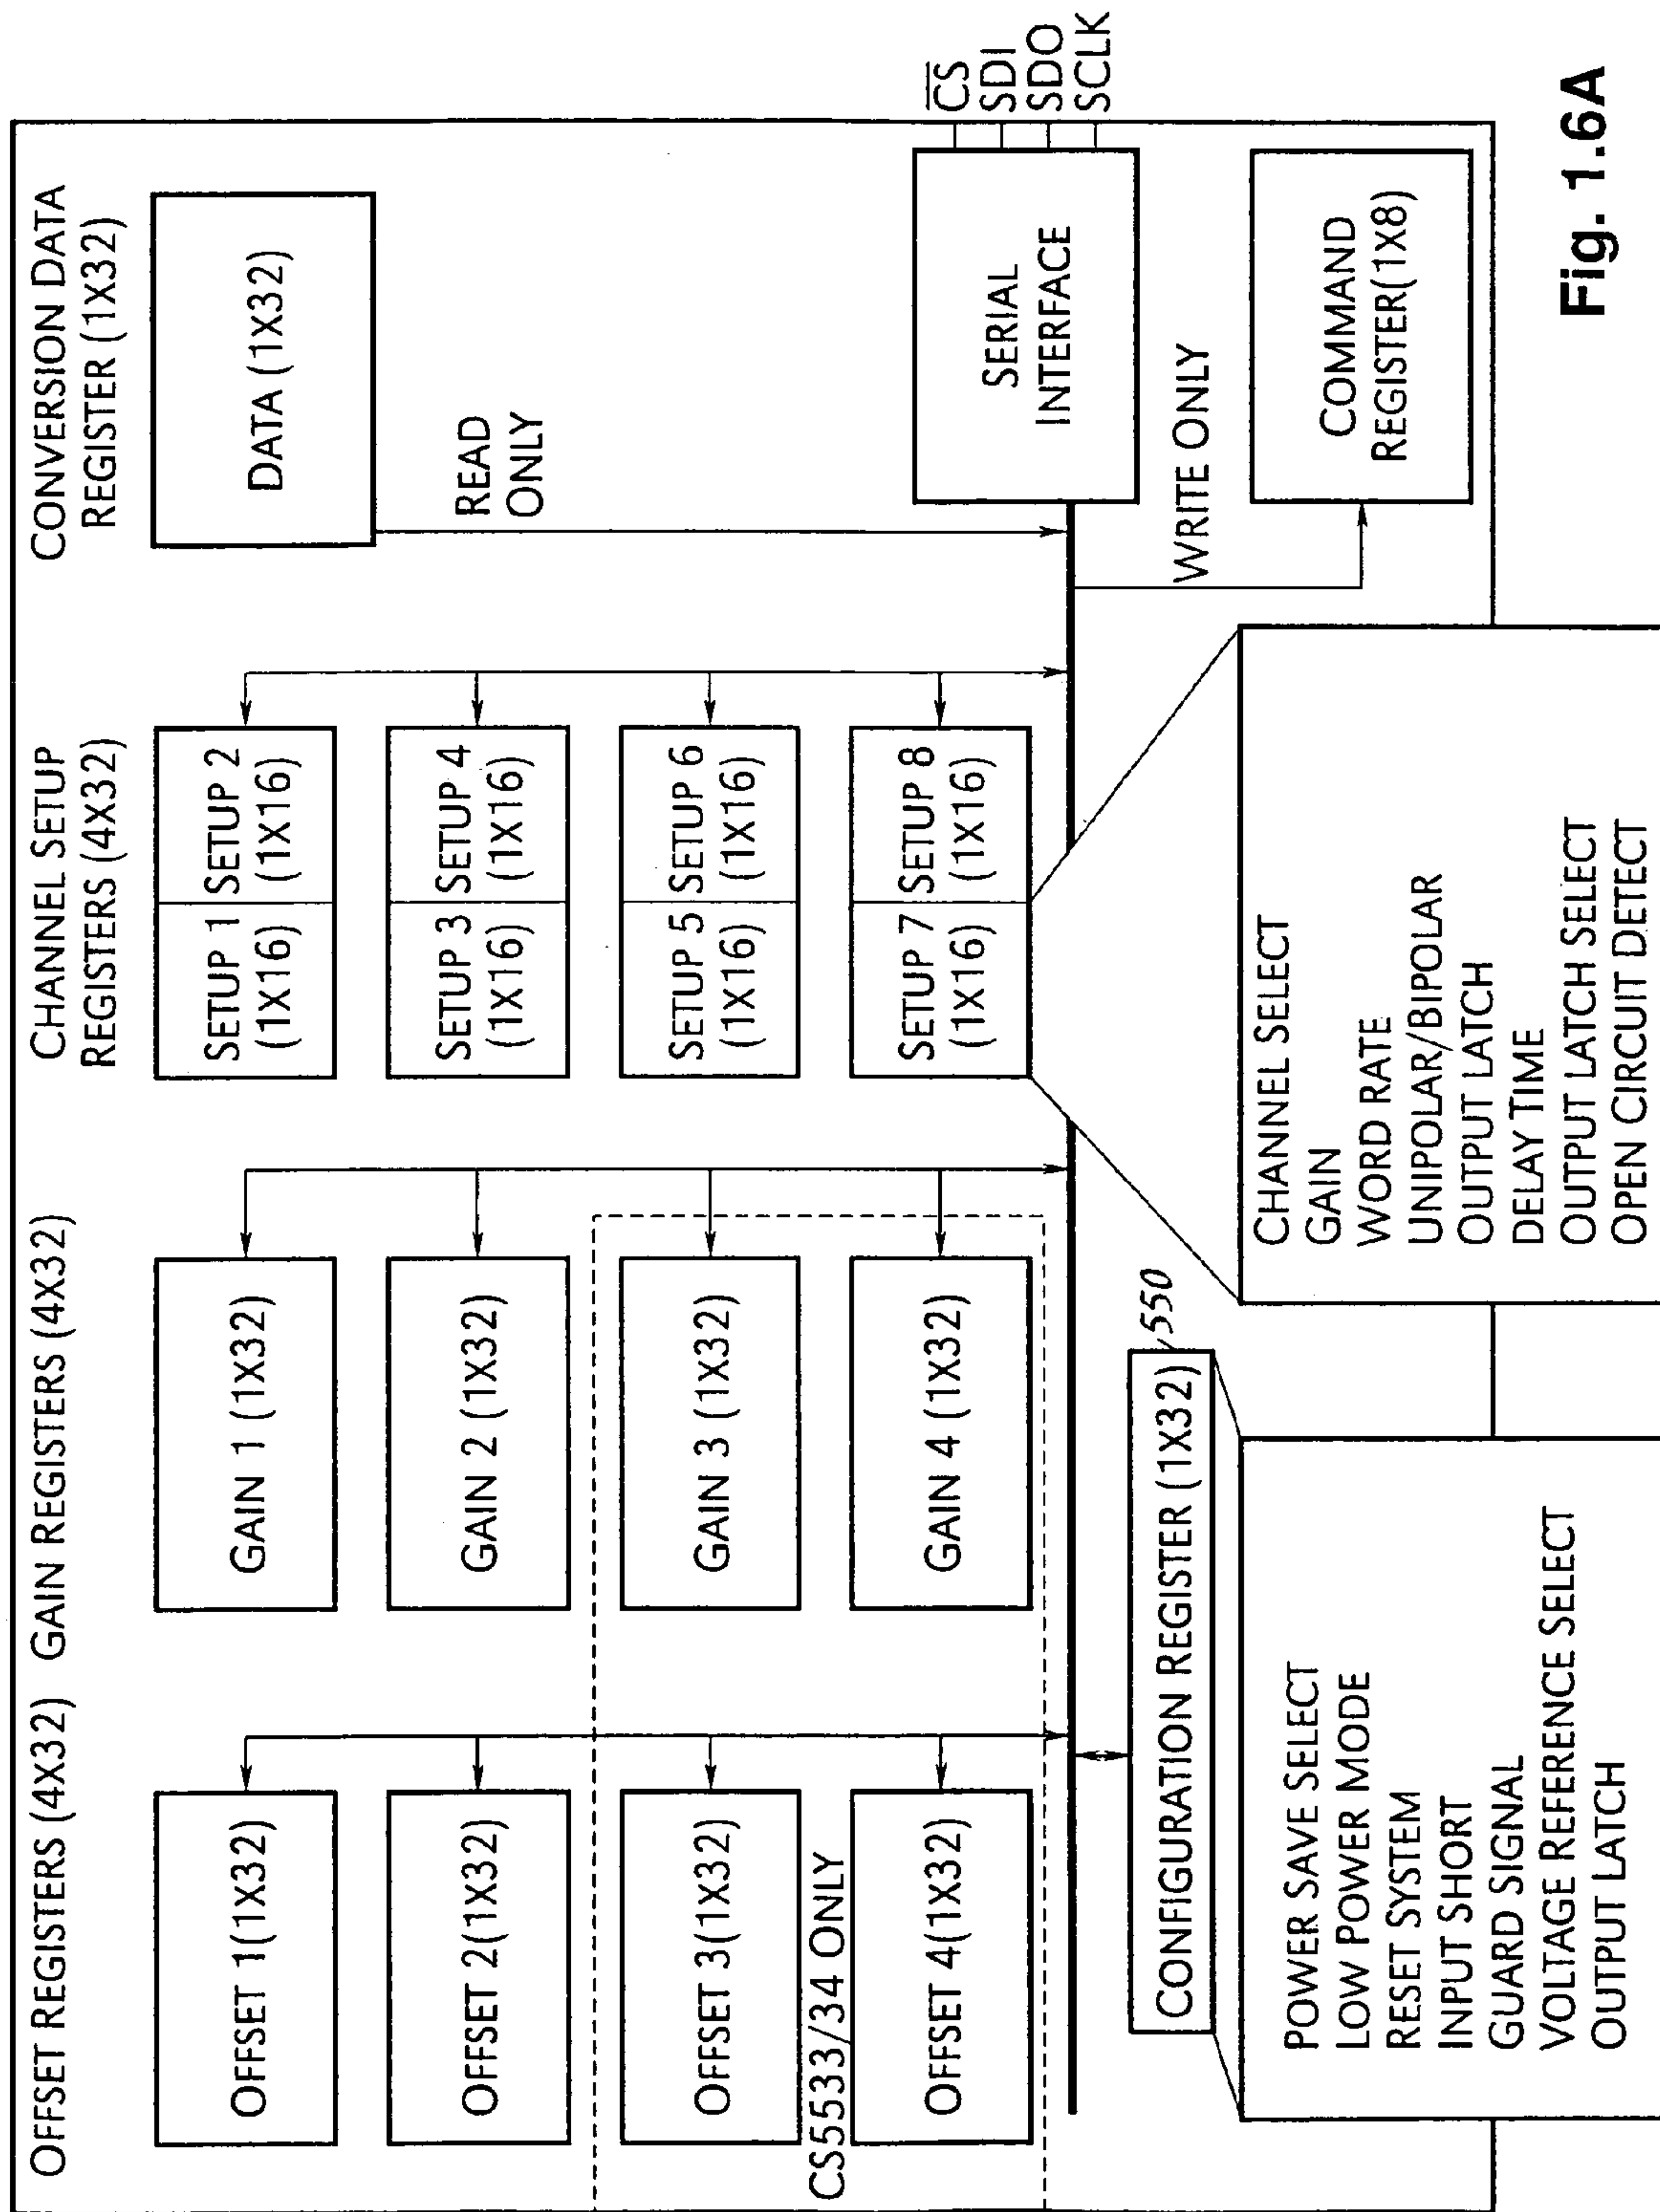 OFFSET REGISTERS (4X32)
GAIN REGISTERS (4X32)
CHANNEL SETUP
REGISTERS (4X32)
CONVERSION DATA
REGISTER (1X32)
OFFSET 1(1X32)
GAIN 1 (1X32)
SETUP 1
(1X16)
SETUP 2
(1X16)
DATA (1X32)
OFFSET 2(1X32)
GAIN 2 (1X32)
SETUP 3
(1X16)
SETUP 4
(1X16)
READ
ONLY
OFFSET 3(1X32)
GAIN 3 (1X32)
SETUP 5
(1X16)
SETUP 6
(1X16)
CS5533/34 ONLY
OFFSET 4(1X32)
GAIN 4 (1X32)
SETUP 7
(1X16)
SETUP 8
(1X16)
SERIAL
INTERFACE
CS
SDI
SDO
SCLK
WRITE ONLY
COMMAND
REGISTER(1X8)
CONFIGURATION REGISTER (1X32)
550
POWER SAVE SELECT
LOW POWER MODE
RESET SYSTEM
INPUT SHORT
GUARD SIGNAL
VOLTAGE REFERENCE SELECT
OUTPUT LATCH
CHANNEL SELECT
GAIN
WORD RATE
UNIPOLAR/BIPOLAR
OUTPUT LATCH
DELAY TIME
OUTPUT LATCH SELECT
OPEN CIRCUIT DETECT
Fig. 1.6A